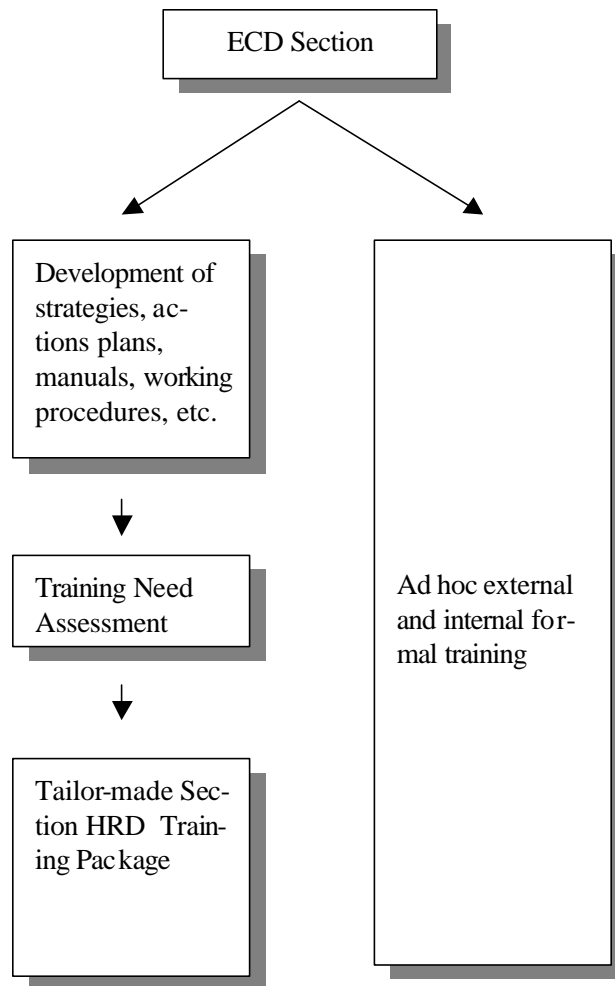 ECD Section
Development of
strategies, ac-
tions plans,
manuals, working
procedures, etc.
Training Need
Assessment
Tailor-made Sec-
tion HRD Train-
ing Package
Ad hoc external
and internal for-
mal training